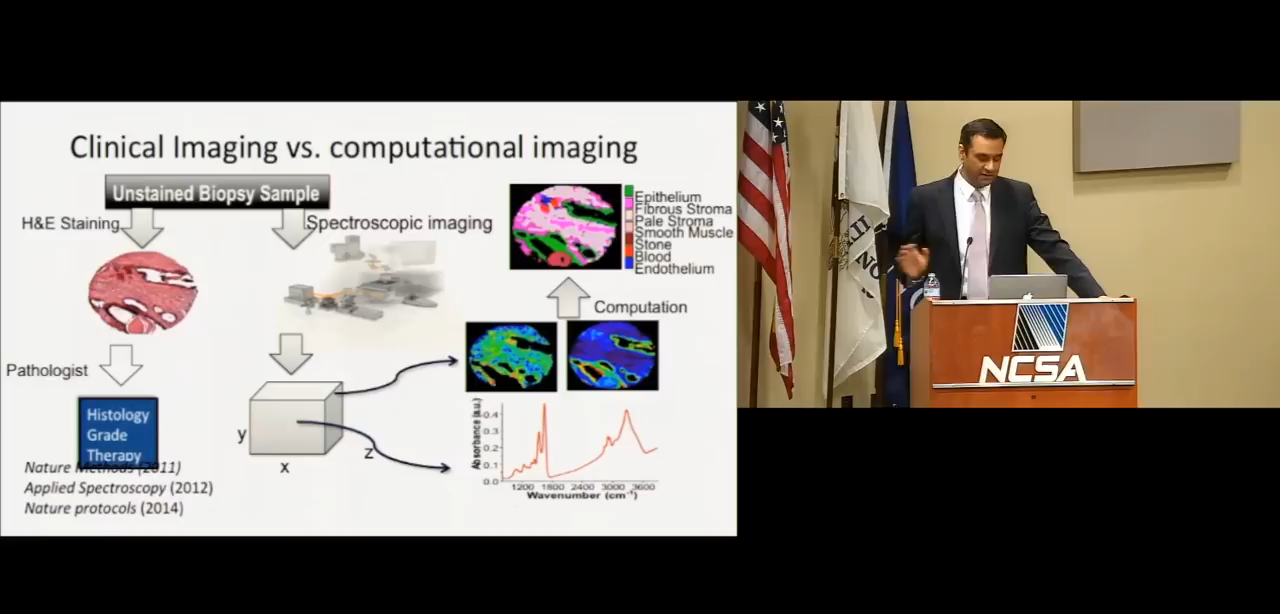 Clinical Imaging vs. computational imaging
Unstained Biopsy Sample
H&E Staining
Spectroscopic imaging
Pathologist
Histology
Grade
Therapy
Nature Methods (2011)
Applied Spectroscopy (2012)
Nature protocols (2014)
y
x
z
Epithelium
Fibrous Stroma
Pale Stroma
Smooth Muscle
Stone
Blood
Endothelium
Computation
Absorbance (a.u.)
0.4
0.3
0.2
0.1
0.0
1200 1800 2400 3000 3600
Wavenumber (cm⁻¹)
II
NO
NCSA